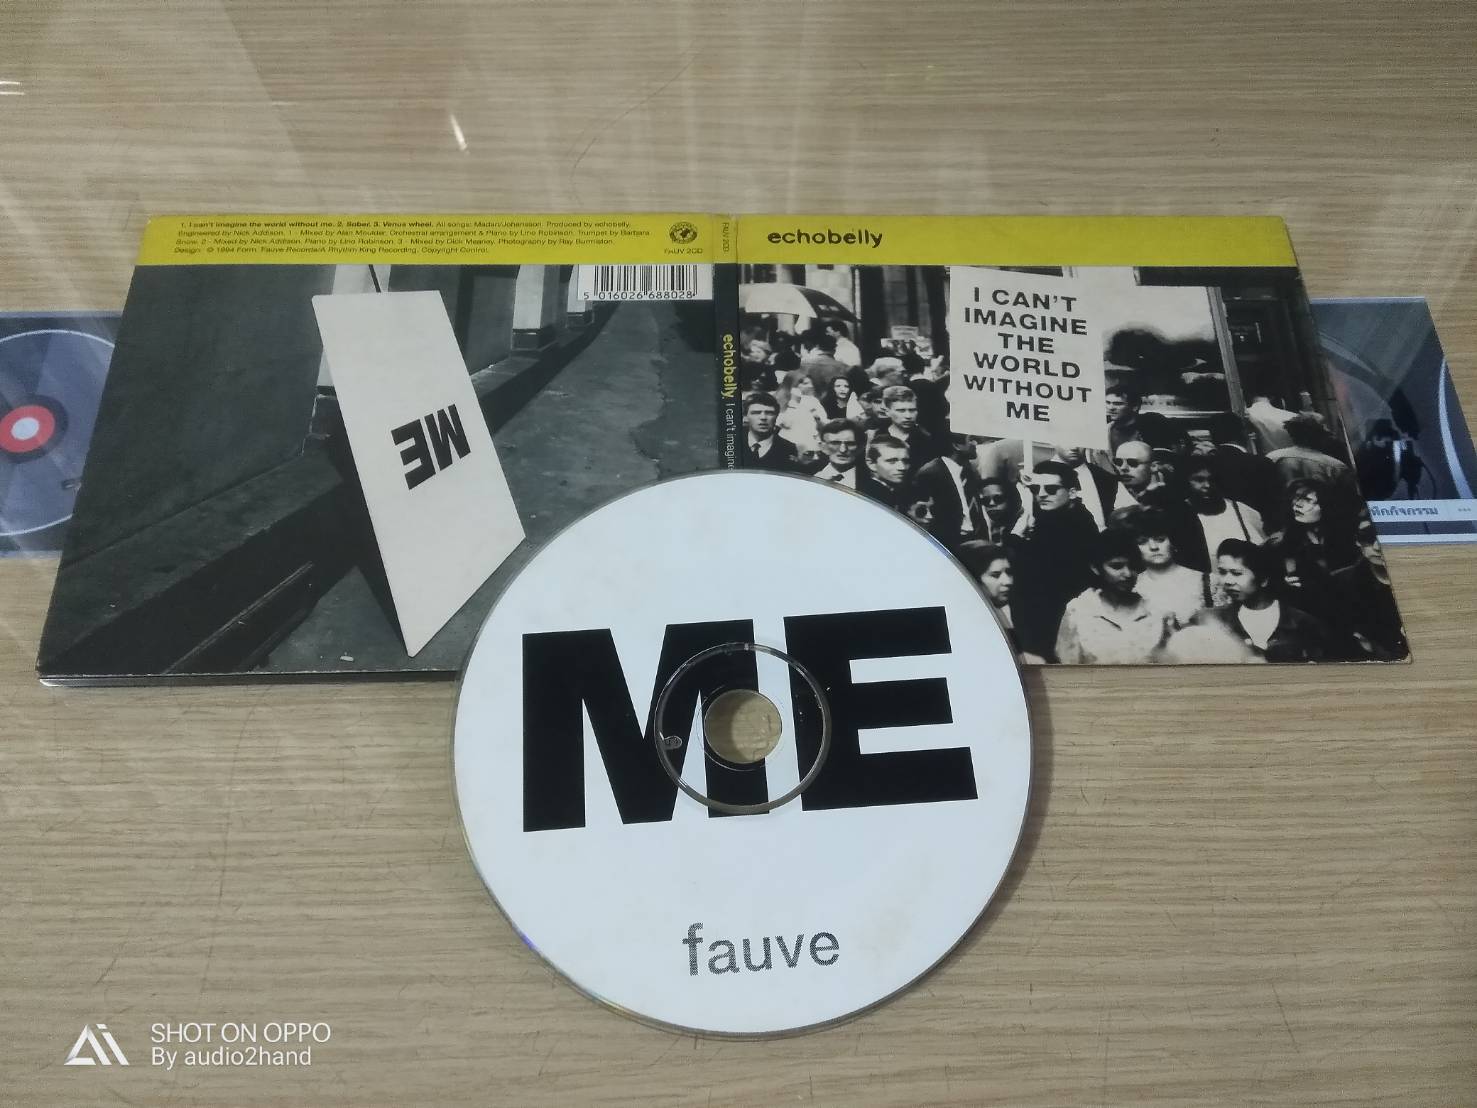 1. I can't imagine the world without me. 2. Sober. 3. Venus wheel. All songs: Madan/Johansson. Produced by echobelly.
Engineered by Nick Addison. 1 - Mixed by Alan Moulder. Orchestral arrangement & Piano by Lino Robinson. Trumpet by Barbara
Snow. 2 - Mixed by Nick Addison. Piano by Lino Robinson. 3 - Mixed by Dick Meaney. Photography by Ray Burmiston.
Design: © 1994 Form. Fauve Records/A Rhythm King Recording. Copyright Control.
FAUV 2CD
5 016026 688028
ME
FAUV 2CD
echobelly. I can't imagine
echobelly
I CAN'T
IMAGINE
THE
WORLD
WITHOUT
ME
ME
fauve
SHOT ON OPPO
By audio2hand